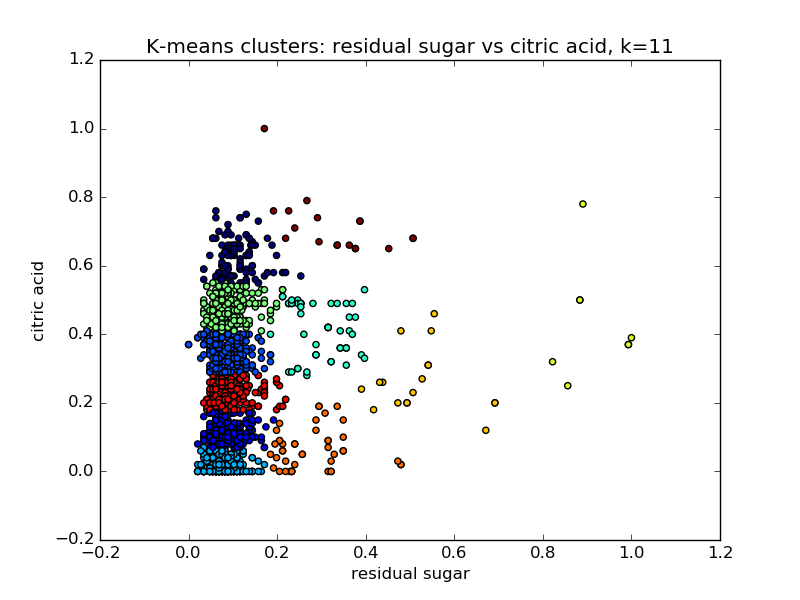 K-means clusters: residual sugar vs citric acid, k=11
1.2
1.0
0.8
0.6
0.4
0.2
0.0
−0.2
citric acid
−0.2 0.0 0.2 0.4 0.6 0.8 1.0 1.2
residual sugar